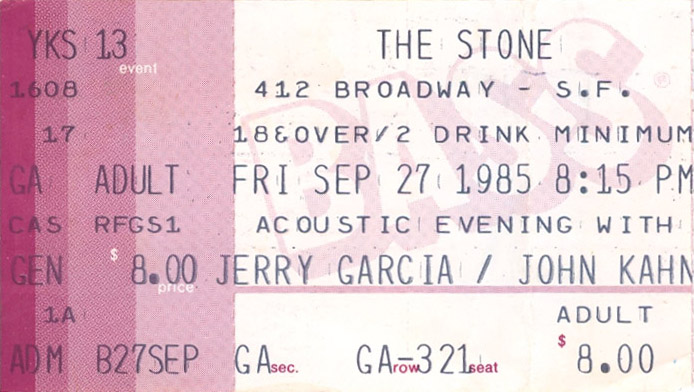 YKS 13 THE STONE
event
1608 412 BROADWAY - S.F.
17 18&OVER/2 DRINK MINIMUM
GA ADULT FRI SEP 27 1985 8:15 PM
CAS RFGS1 ACOUSTIC EVENING WITH
GEN $ 8.00 JERRY GARCIA / JOHN KAHN
price
1A ADULT
ADM B27SEP GA sec. GA-321 row seat $ 8.00
BASS ®